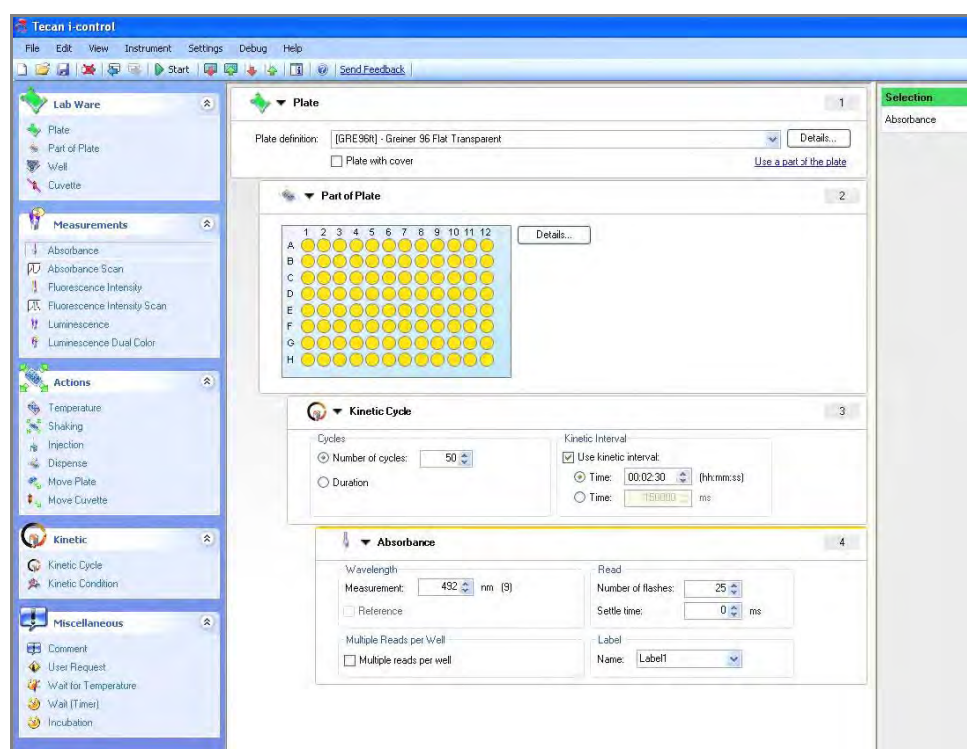 Tecan i-control
File Edit View Instrument Settings Debug Help
Start Send Feedback
Lab Ware
Plate
Part of Plate
Well
Cuvette
Measurements
Absorbance
Absorbance Scan
Fluorescence Intensity
Fluorescence Intensity Scan
Luminescence
Luminescence Dual Color
Actions
Temperature
Shaking
Injection
Dispense
Move Plate
Move Cuvette
Kinetic
Kinetic Cycle
Kinetic Condition
Miscellaneous
Comment
User Request
Wait for Temperature
Wait (Timer)
Incubation
Plate 1
Plate definition: [GRE96ft] - Greiner 96 Flat Transparent Details...
Plate with cover Use a part of the plate
Part of Plate 2
1 2 3 4 5 6 7 8 9 10 11 12
Details...
A
B
C
D
E
F
G
H
Kinetic Cycle 3
Cycles
Number of cycles: 50
Duration
Kinetic Interval
Use kinetic interval:
Time: 00:02:30 (hh:mm:ss)
Time: 150000 ms
Absorbance 4
Wavelength
Measurement: 492 nm (9)
Reference
Read
Number of flashes: 25
Settle time: 0 ms
Multiple Reads per Well
Multiple reads per well
Label
Name: Label1
Selection
Absorbance